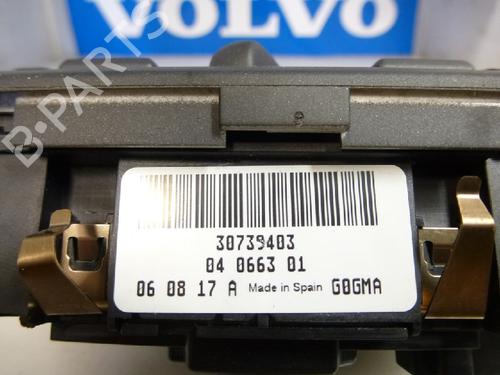 VOLVO
B-Parts
30739403
04 0663 01
06 08 17 A Made in Spain G0GMA